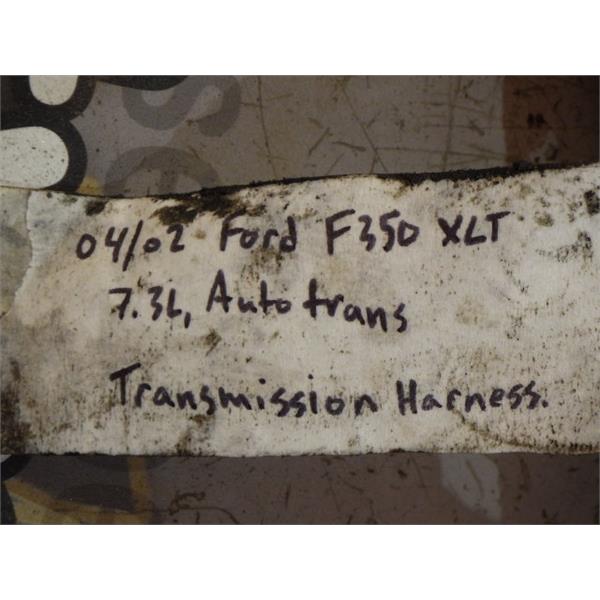 04/02 Ford F350 XLT
7.3L, Auto trans
Transmission Harness.